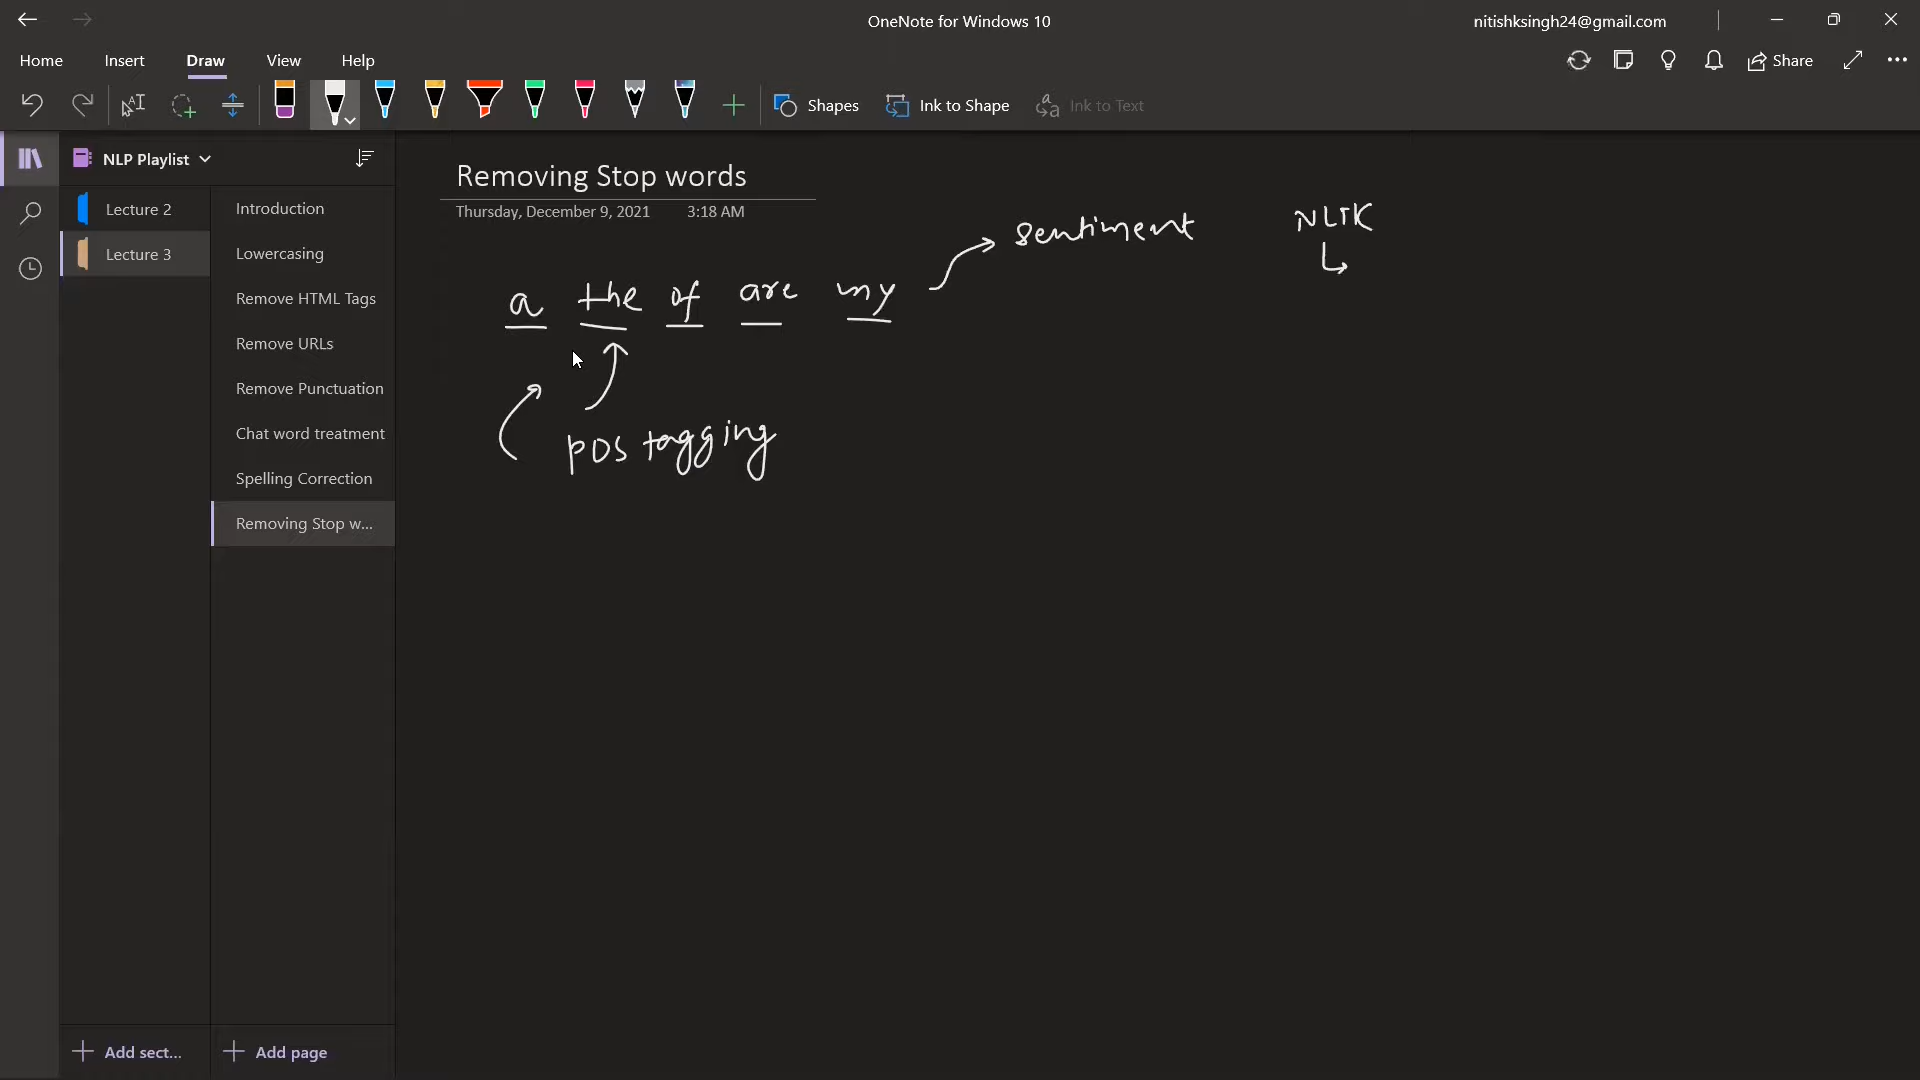 OneNote for Windows 10
nitishksingh24@gmail.com
Home Insert Draw View Help
Share
Shapes Ink to Shape Ink to Text
NLP Playlist
Lecture 2
Lecture 3
Introduction
Lowercasing
Remove HTML Tags
Remove URLs
Remove Punctuation
Chat word treatment
Spelling Correction
Removing Stop w...
Add sect...
Add page
Removing Stop words
Thursday, December 9, 2021 3:18 AM
sentiment
NLTK
a the of are my
POS tagging